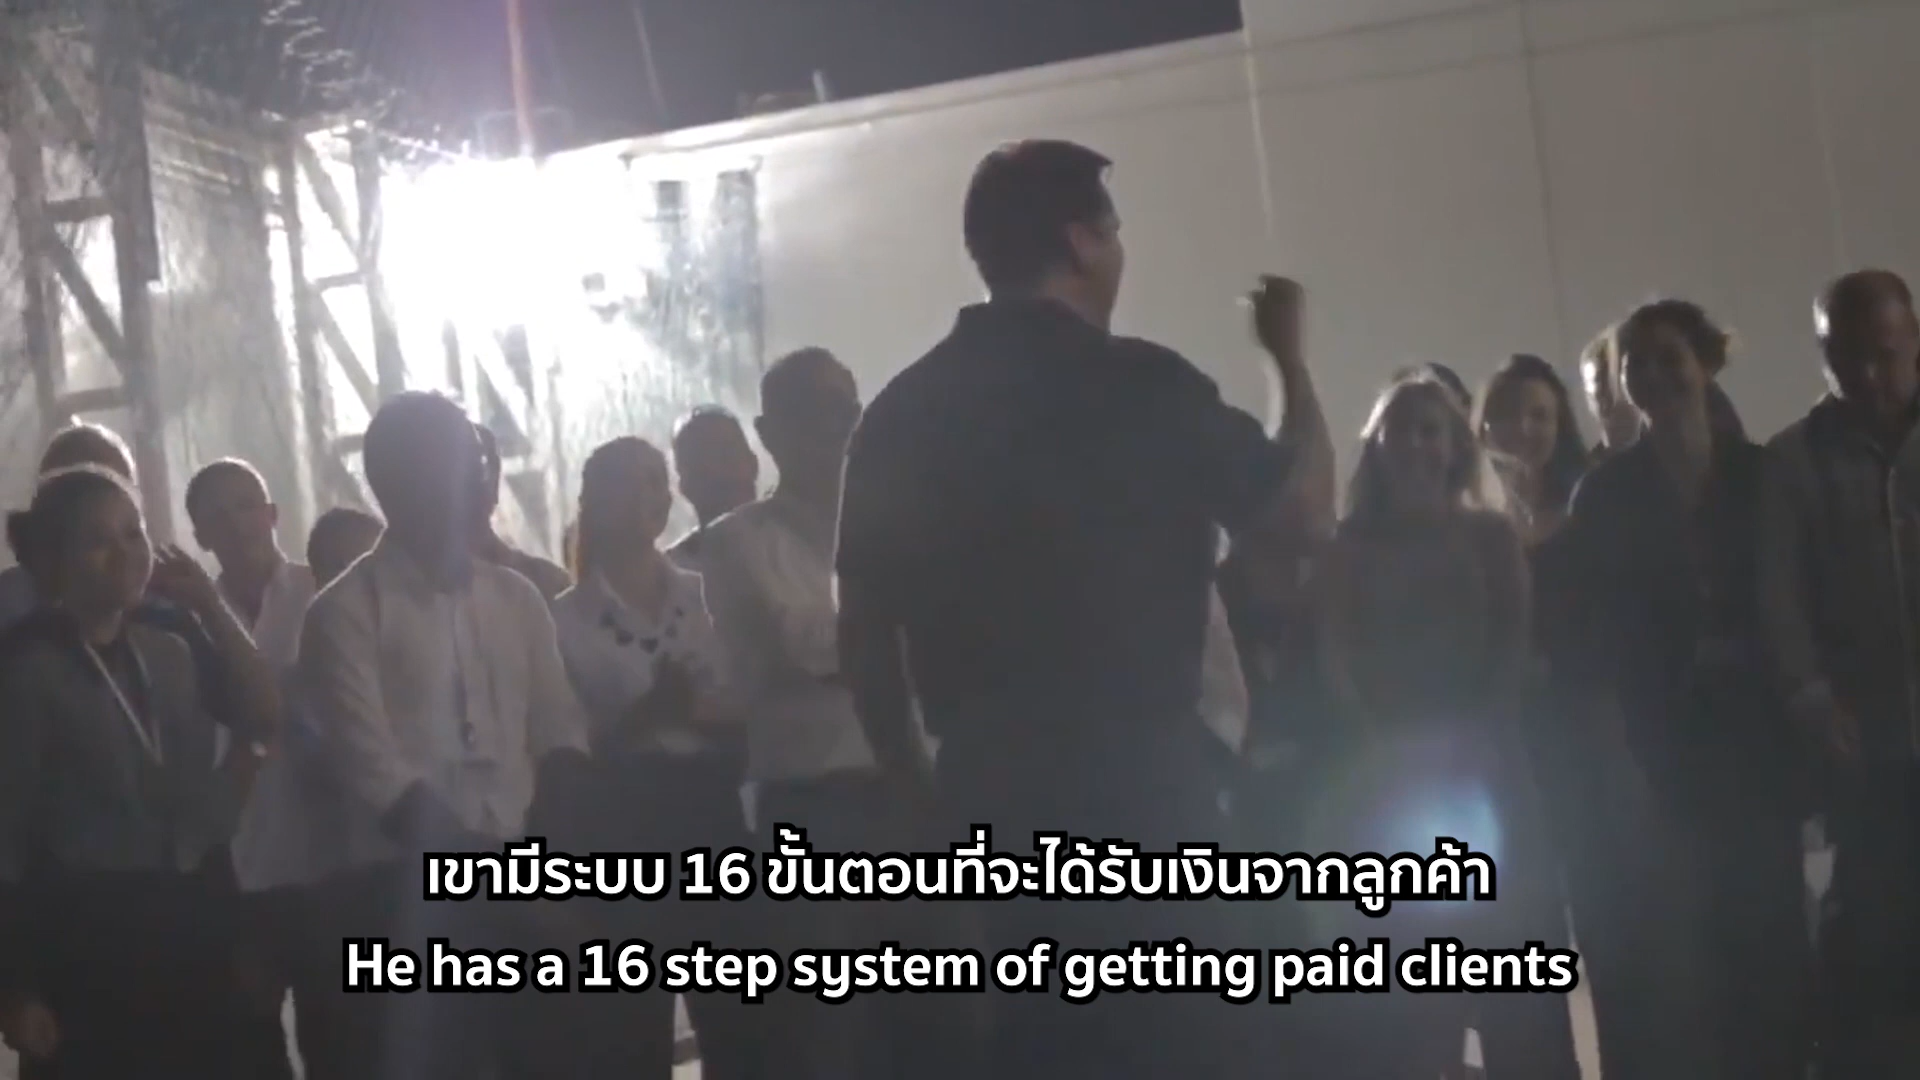 เขามีระบบ 16 ขั้นตอนที่จะได้รับเงินจากลูกค้า
He has a 16 step system of getting paid clients